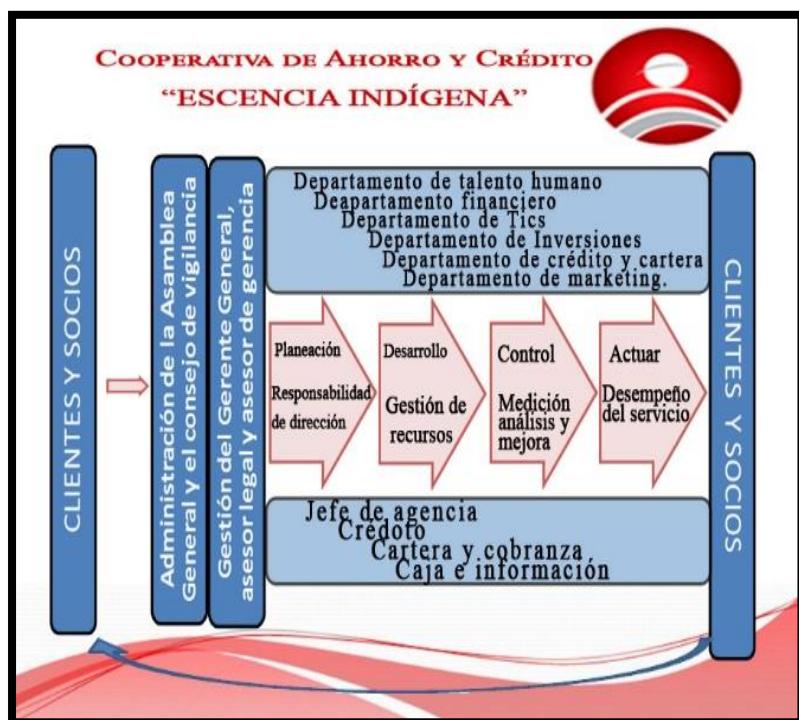 COOPERATIVA DE AHORRO Y CRÉDITO
“ESCENCIA INDÍGENA”
CLIENTES Y SOCIOS
Administración de la Asamblea
General y el consejo de vigilancia
Gestión del Gerente General,
asesor legal y asesor de gerencia
Departamento de talento humano
Deapartamento financiero
Departamento de Tics
Departamento de Inversiones
Departamento de crédito y cartera
Departamento de marketing.
Planeación
Responsabilidad
de dirección
Desarrollo
Gestión de
recursos
Control
Medición
análisis y
mejora
Actuar
Desempeño
del servicio
Jefe de agencia
Crédoto
Cartera y cobranza
Caja e información
CLIENTES Y SOCIOS